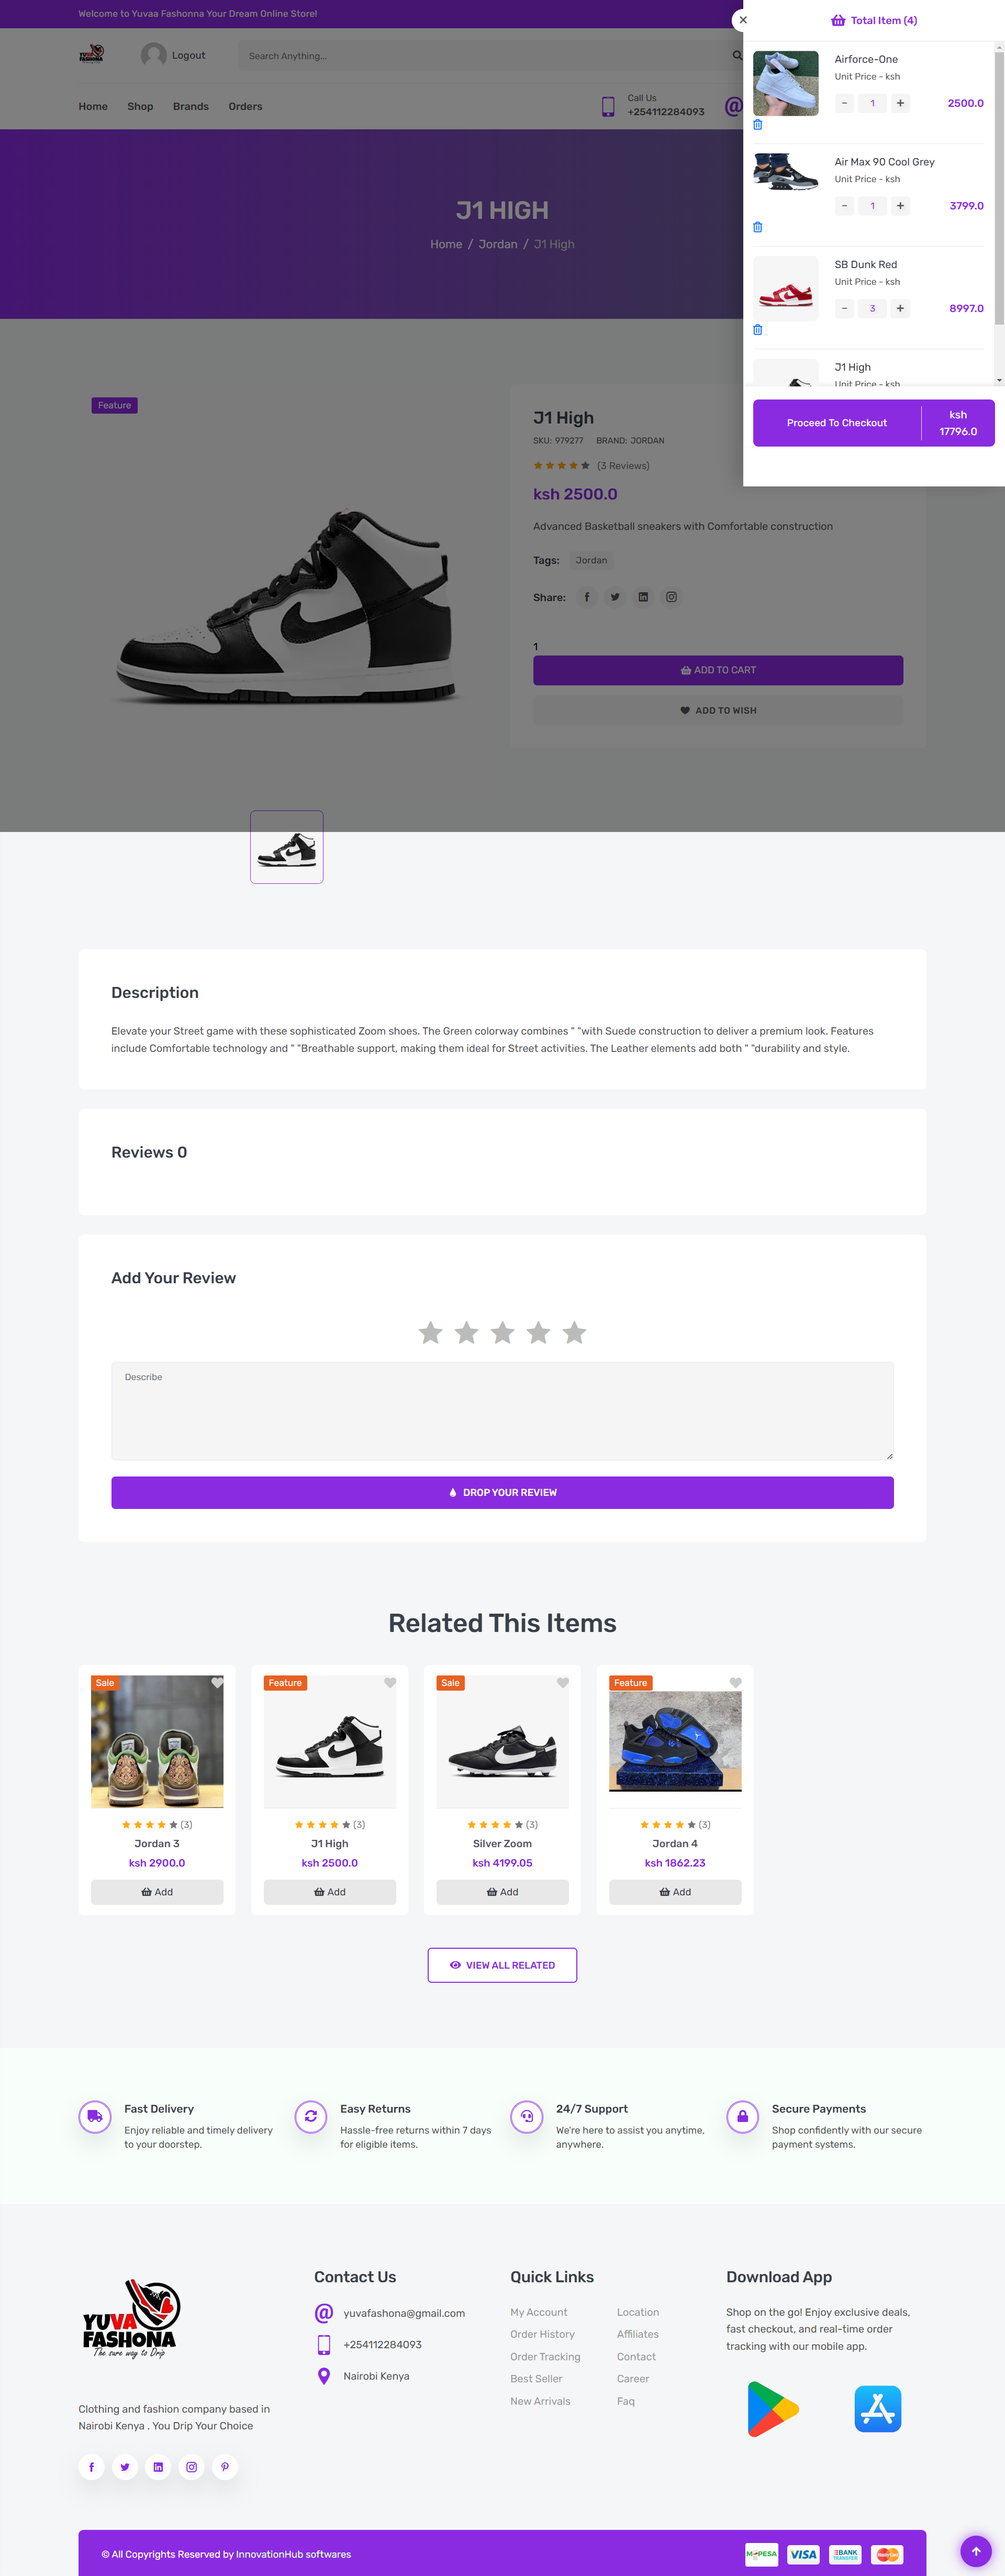 Welcome to Yuvaa Fashonna Your Dream Online Store!
Total Item (4)
YUVA
FASHONA
Logout
Search Anything...
Home
Shop
Brands
Orders
Call Us
+254112284093
Airforce-One
Unit Price - ksh
1
2500.0
Air Max 90 Cool Grey
Unit Price - ksh
1
3799.0
SB Dunk Red
Unit Price - ksh
3
8997.0
J1 High
Unit Price - ksh
Proceed To Checkout
ksh
17796.0
J1 HIGH
Home / Jordan / J1 High
Feature
J1 High
SKU: 979277 BRAND: JORDAN
(3 Reviews)
ksh 2500.0
Advanced Basketball sneakers with Comfortable construction
Tags: Jordan
Share:
1
ADD TO CART
ADD TO WISH
Description
Elevate your Street game with these sophisticated Zoom shoes. The Green colorway combines " "with Suede construction to deliver a premium look. Features
include Comfortable technology and " "Breathable support, making them ideal for Street activities. The Leather elements add both " "durability and style.
Reviews 0
Add Your Review
Describe
DROP YOUR REVIEW
Related This Items
Sale
(3)
Jordan 3
ksh 2900.0
Add
Feature
(3)
J1 High
ksh 2500.0
Add
Sale
(3)
Silver Zoom
ksh 4199.05
Add
Feature
(3)
Jordan 4
ksh 1862.23
Add
VIEW ALL RELATED
Fast Delivery
Enjoy reliable and timely delivery
to your doorstep.
Easy Returns
Hassle-free returns within 7 days
for eligible items.
24/7 Support
We're here to assist you anytime,
anywhere.
Secure Payments
Shop confidently with our secure
payment systems.
YUVA
FASHONA
The sure way to Drip
Clothing and fashion company based in
Nairobi Kenya . You Drip Your Choice
Contact Us
yuvafashona@gmail.com
+254112284093
Nairobi Kenya
Quick Links
My Account
Order History
Order Tracking
Best Seller
New Arrivals
Location
Affiliates
Contact
Career
Faq
Download App
Shop on the go! Enjoy exclusive deals,
fast checkout, and real-time order
tracking with our mobile app.
© All Copyrights Reserved by InnovationHub softwares
M-PESA
VISA
BANK
TRANSFER
MasterCard